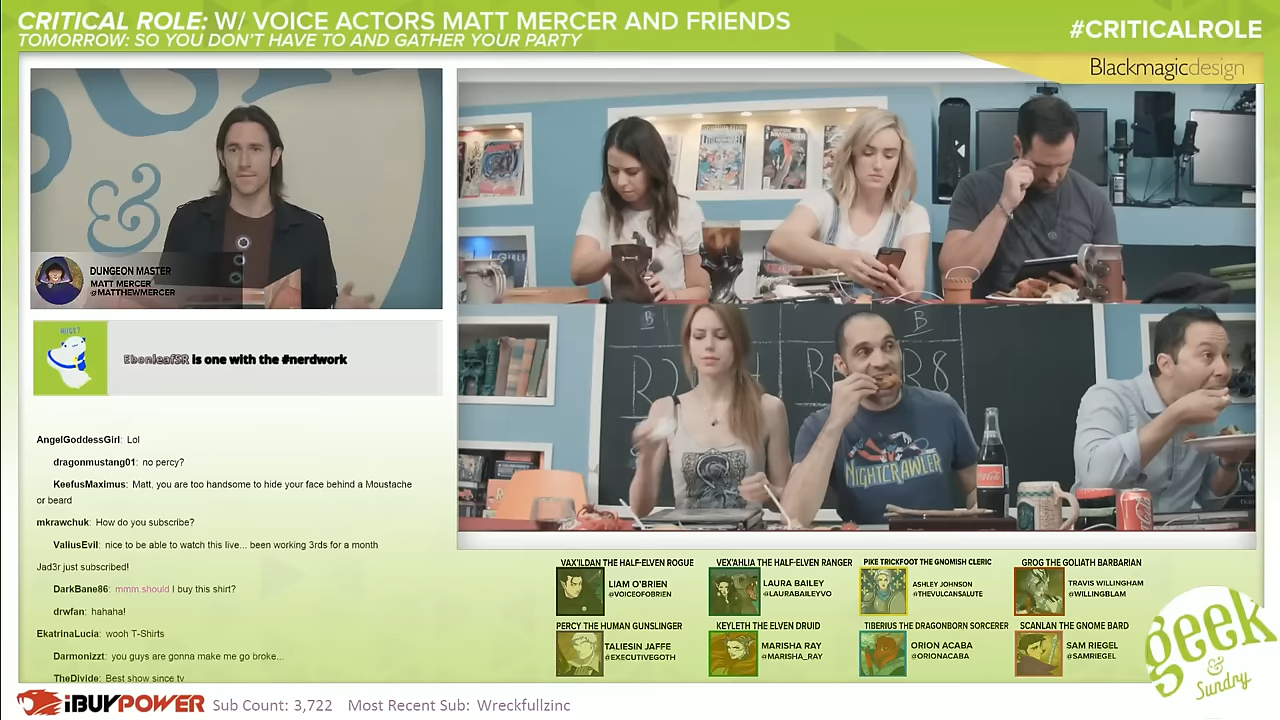 CRITICAL ROLE: W/ VOICE ACTORS MATT MERCER AND FRIENDS
TOMORROW: SO YOU DON'T HAVE TO AND GATHER YOUR PARTY
#CRITICALROLE
Blackmagicdesign
&
DUNGEON MASTER
MATT MERCER
@MATTHEWMERCER
GIRLS
HUGS?
EbonleafSR is one with the #nerdwork
B
B
R2
R8
NIGHTCRAWLER
Coca-Cola
AngelGoddessGirl: Lol
dragonmustang01: no percy?
KeefusMaximus: Matt, you are too handsome to hide your face behind a Moustache
or beard
mkrawchuk: How do you subscribe?
ValiusEvil: nice to be able to watch this live... been working 3rds for a month
Jad3r just subscribed!
DarkBane86: mmm.should I buy this shirt?
drwfan: hahaha!
EkatrinaLucia: wooh T-Shirts
Darmonizzt: you guys are gonna make me go broke...
TheDivide: Best show since tv
VAX'ILDAN THE HALF-ELVEN ROGUE
LIAM O'BRIEN
@VOICEOFOBRIEN
VEX'AHLIA THE HALF-ELVEN RANGER
LAURA BAILEY
@LAURABAILEYVO
PIKE TRICKFOOT THE GNOMISH CLERIC
ASHLEY JOHNSON
@THEVULCANSALUTE
GROG THE GOLIATH BARBARIAN
TRAVIS WILLINGHAM
@WILLINGBLAM
PERCY THE HUMAN GUNSLINGER
TALIESIN JAFFE
@EXECUTIVEGOTH
KEYLETH THE ELVEN DRUID
MARISHA RAY
@MARISHA_RAY
TIBERIUS THE DRAGONBORN SORCERER
ORION ACABA
@ORIONACABA
SCANLAN THE GNOME BARD
SAM RIEGEL
@SAMRIEGEL
geek
&
Sundry
iBUYPOWER Sub Count: 3,722 Most Recent Sub: Wreckfullzinc